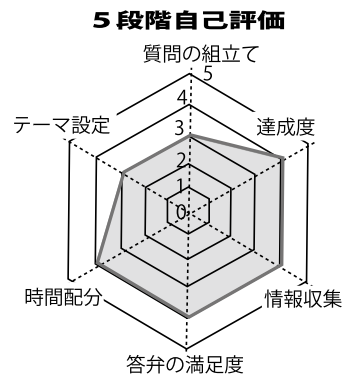 5段階自己評価
質問の組立て
5
4
テーマ設定
3
達成度
2
1
0
時間配分
情報収集
答弁の満足度